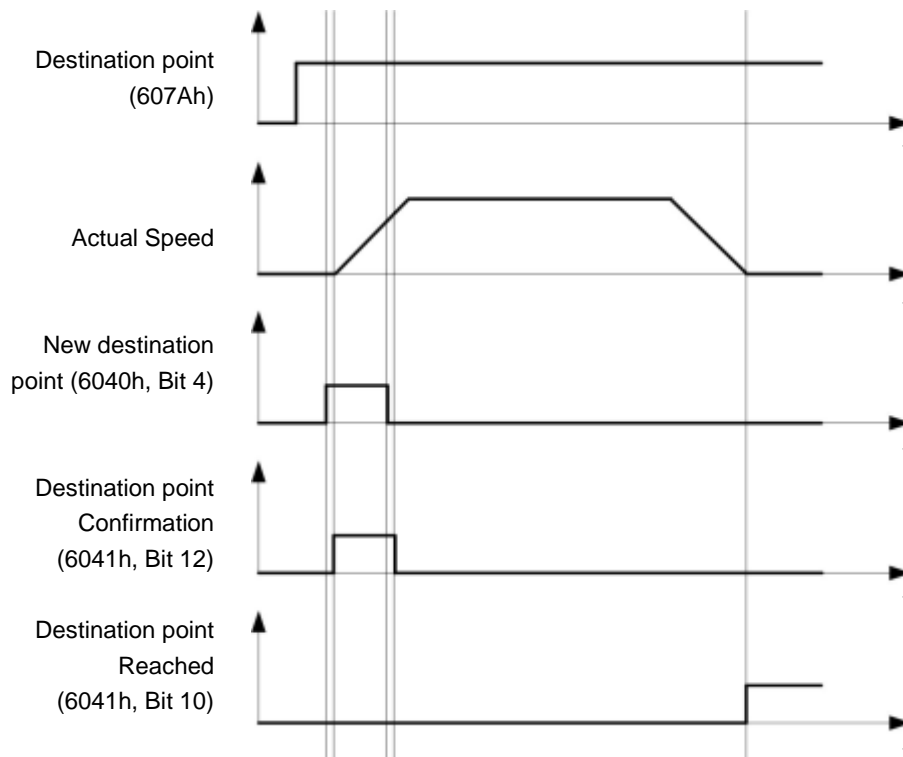 Destination point
(607Ah)
Actual Speed
New destination
point (6040h, Bit 4)
Destination point
Confirmation
(6041h, Bit 12)
Destination point
Reached
(6041h, Bit 10)